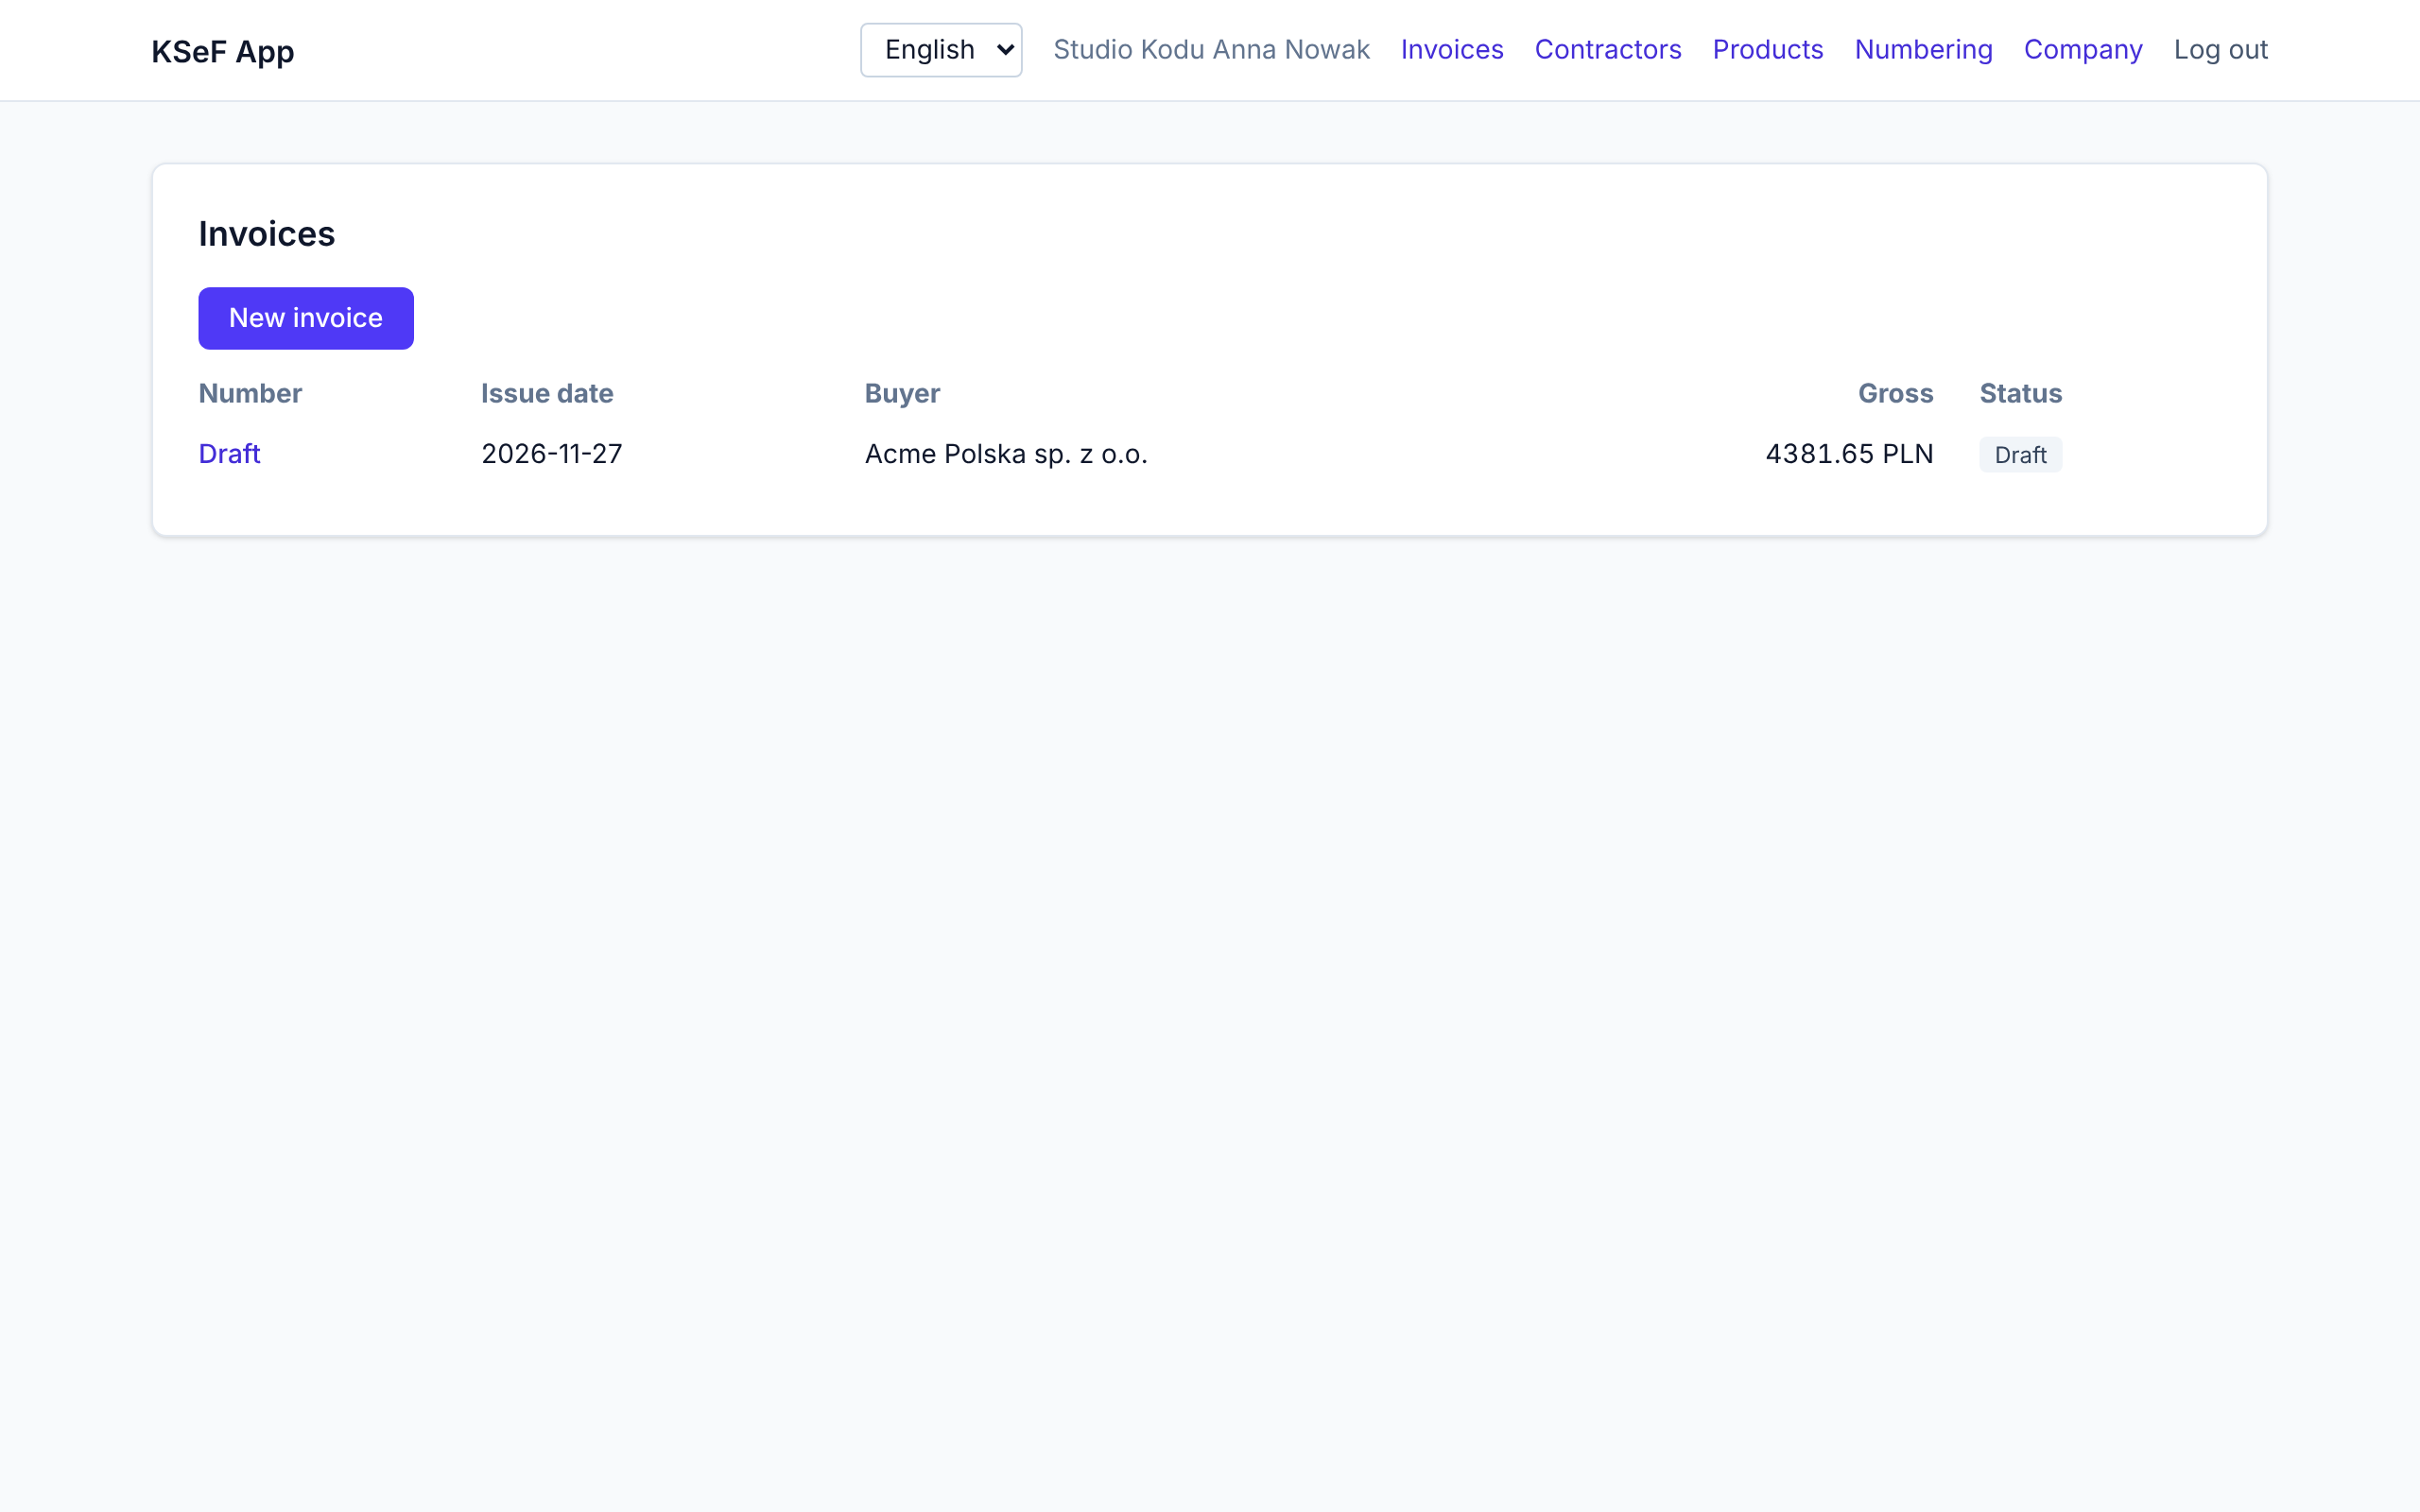 KSeF App
English Studio Kodu Anna Nowak Invoices Contractors Products Numbering Company Log out
Invoices
New invoice
Number Issue date Buyer Gross Status
Draft 2026-11-27 Acme Polska sp. z o.o. 4381.65 PLN Draft